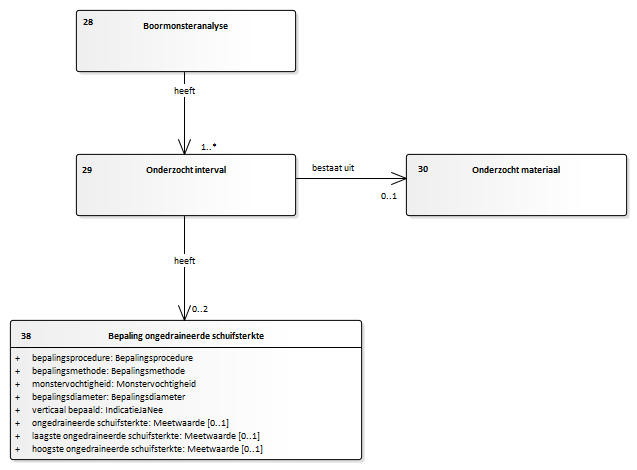 28 Boormonsteranalyse
heeft
1..*
29 Onderzocht interval
bestaat uit
0..1
30 Onderzocht materiaal
heeft
0..2
38 Bepaling ongedraineerde schuifsterkte
+ bepalingsprocedure: Bepalingsprocedure
+ bepalingsmethode: Bepalingsmethode
+ monstervochtigheid: Monstervochtigheid
+ bepalingsdiameter: Bepalingsdiameter
+ verticaal bepaald: IndicatieJaNee
+ ongedraineerde schuifsterkte: Meetwaarde [0..1]
+ laagste ongedraineerde schuifsterkte: Meetwaarde [0..1]
+ hoogste ongedraineerde schuifsterkte: Meetwaarde [0..1]